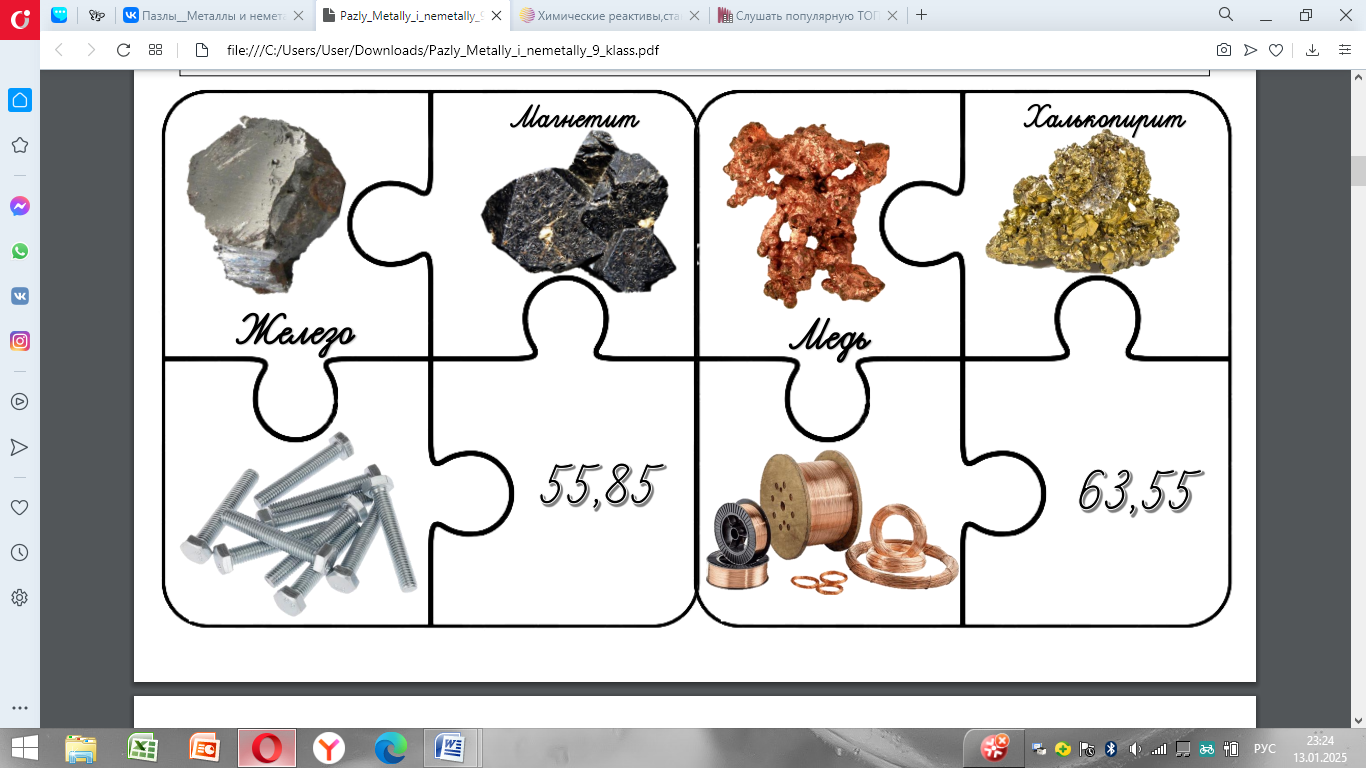 Пазлы__Металлы и немета
Pazly_Metally_i_nemetally_9
Химические реактивы,ста
Слушать популярную ТОП
file:///C:/Users/User/Downloads/Pazly_Metally_i_nemetally_9_klass.pdf
Магнетит
Халькопирит
Железо
Медь
55,85
63,55
РУС
23:24
13.01.2025